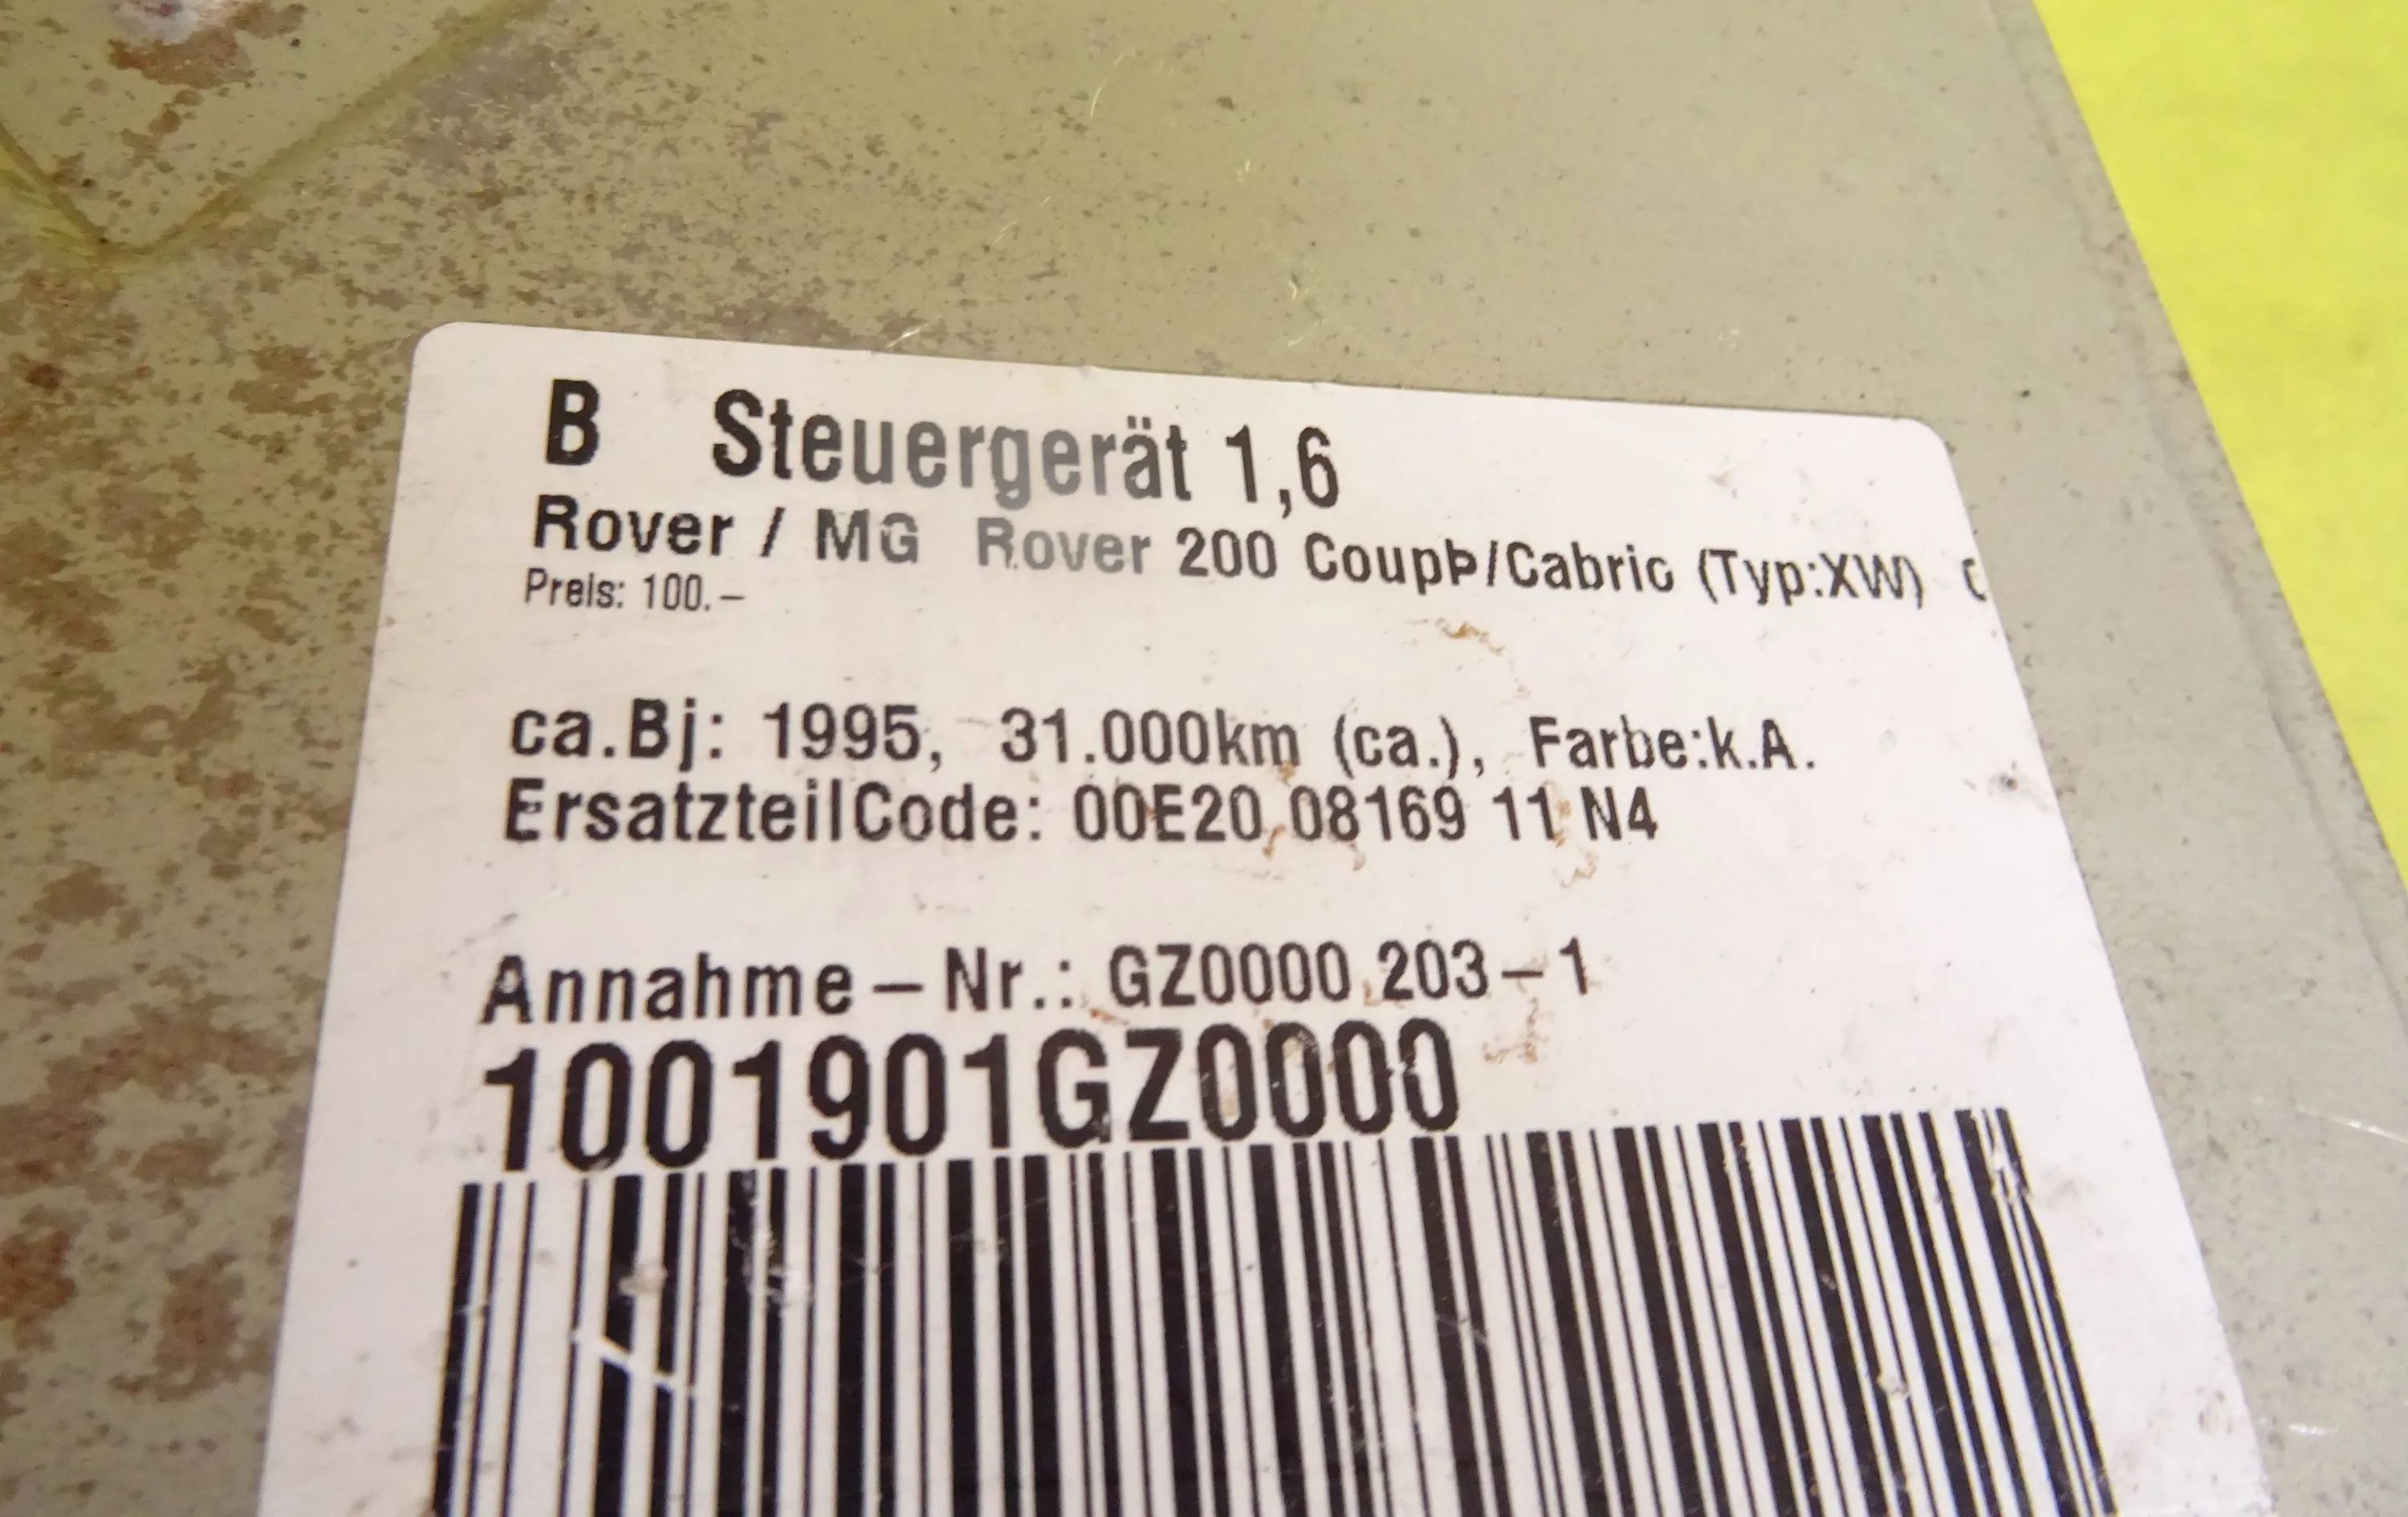 B Steuergerät 1,6
Rover / MG Rover 200 CoupÞ/Cabrio (Typ:XW)
Preis: 100.–
ca.Bj: 1995, 31.000km (ca.), Farbe:k.A.
ErsatzteilCode: 00E20 08169 11 N4
Annahme–Nr.: GZ0000 203–1
1001901GZ0000